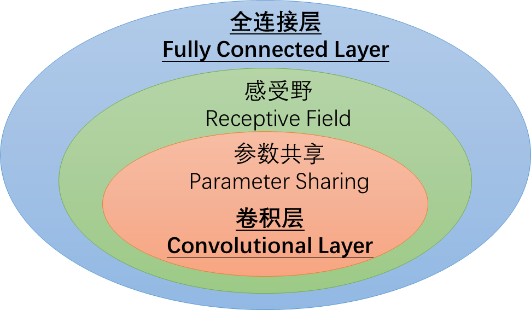 全连接层
Fully Connected Layer
感受野
Receptive Field
参数共享
Parameter Sharing
卷积层
Convolutional Layer